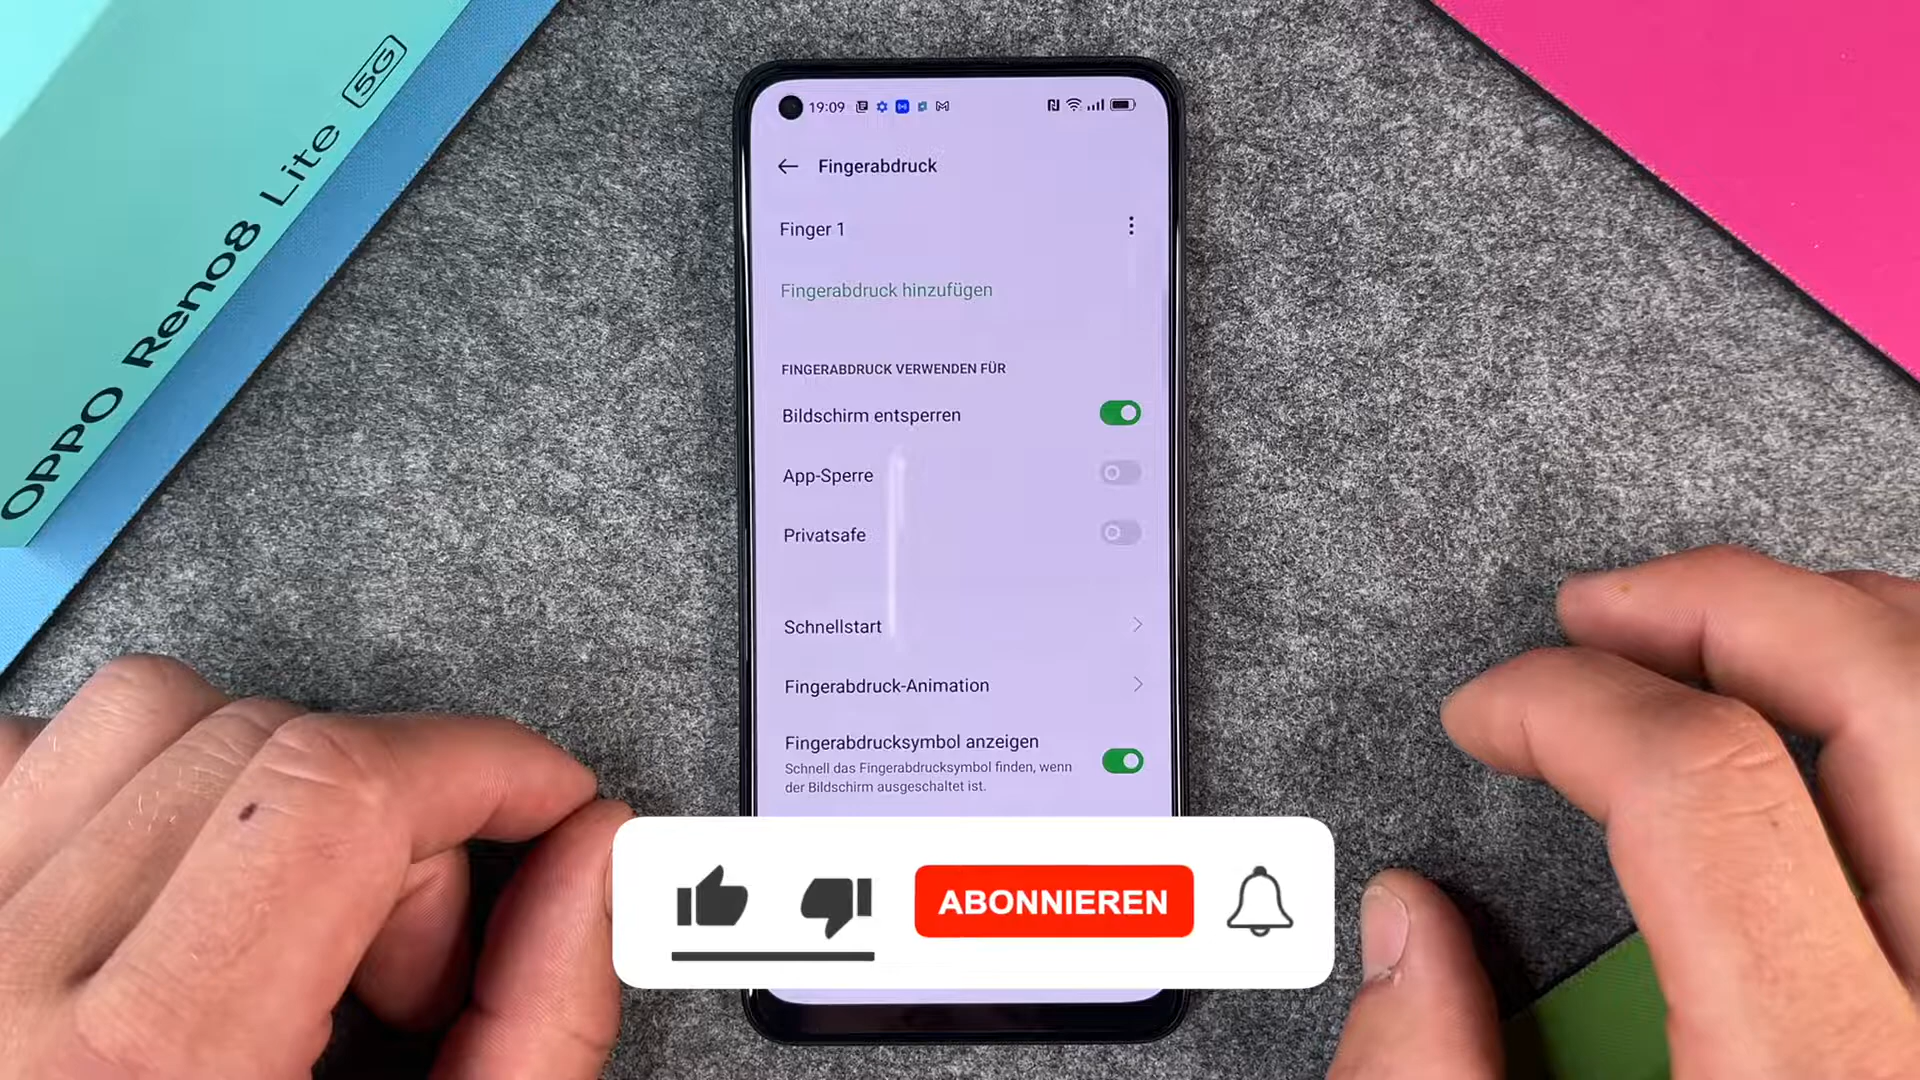 OPPO Reno8 Lite 5G
19:09
Fingerabdruck
Finger 1
Fingerabdruck hinzufügen
FINGERABDRUCK VERWENDEN FÜR
Bildschirm entsperren
App-Sperre
Privatsafe
Schnellstart
Fingerabdruck-Animation
Fingerabdrucksymbol anzeigen
Schnell das Fingerabdrucksymbol finden, wenn
der Bildschirm ausgeschaltet ist.
ABONNIEREN